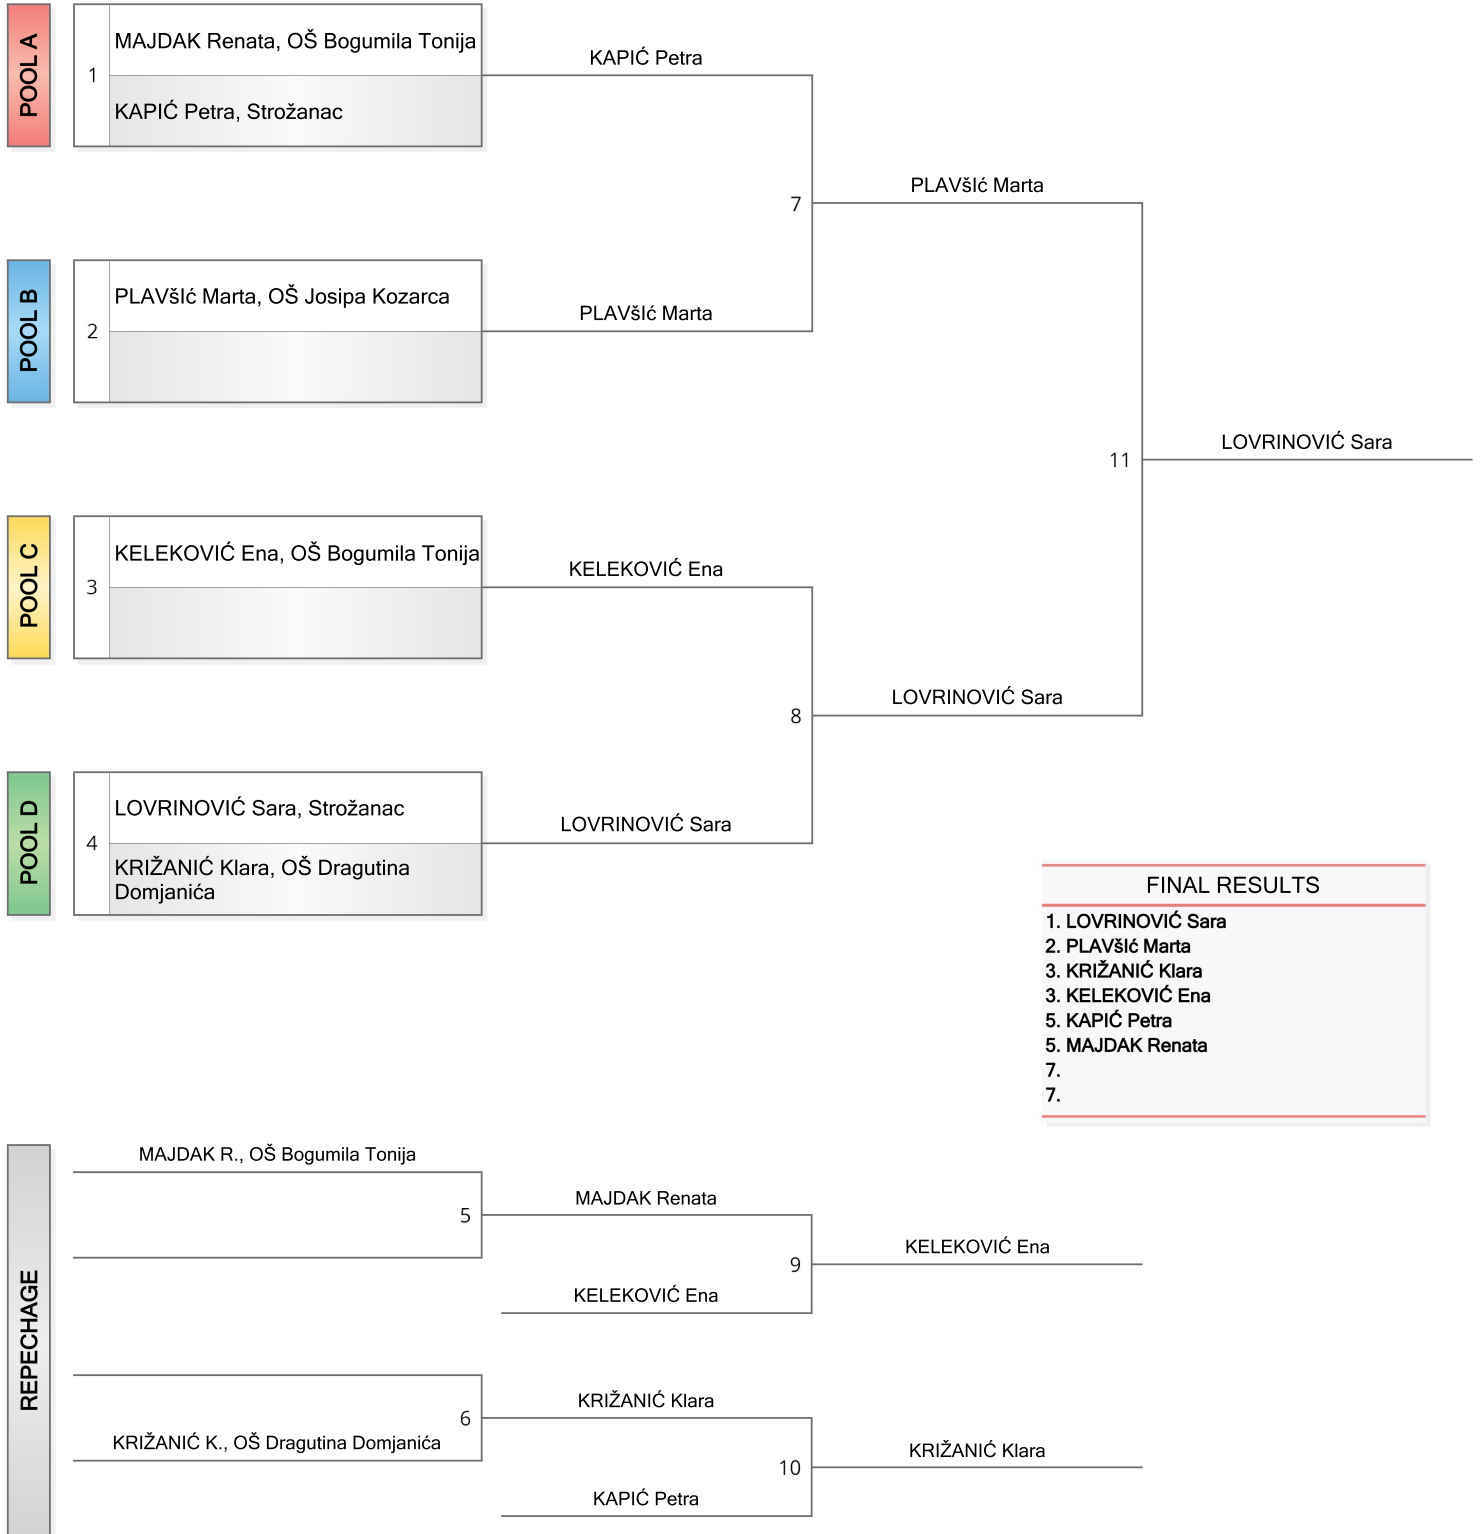 POOL A
1
MAJDAK Renata, OŠ Bogumila Tonija
KAPIĆ Petra, Strožanac
KAPIĆ Petra
7
PLAVšIć Marta
POOL B
2
PLAVšIć Marta, OŠ Josipa Kozarca
PLAVšIć Marta
11
LOVRINOVIĆ Sara
POOL C
3
KELEKOVIĆ Ena, OŠ Bogumila Tonija
KELEKOVIĆ Ena
8
LOVRINOVIĆ Sara
POOL D
4
LOVRINOVIĆ Sara, Strožanac
KRIŽANIĆ Klara, OŠ Dragutina
Domjanića
LOVRINOVIĆ Sara
FINAL RESULTS
1. LOVRINOVIĆ Sara
2. PLAVšIć Marta
3. KRIŽANIĆ Klara
3. KELEKOVIĆ Ena
5. KAPIĆ Petra
5. MAJDAK Renata
7.
7.
REPECHAGE
MAJDAK R., OŠ Bogumila Tonija
5
MAJDAK Renata
KELEKOVIĆ Ena
9
KELEKOVIĆ Ena
6
KRIŽANIĆ K., OŠ Dragutina Domjanića
KRIŽANIĆ Klara
10
KAPIĆ Petra
KRIŽANIĆ Klara